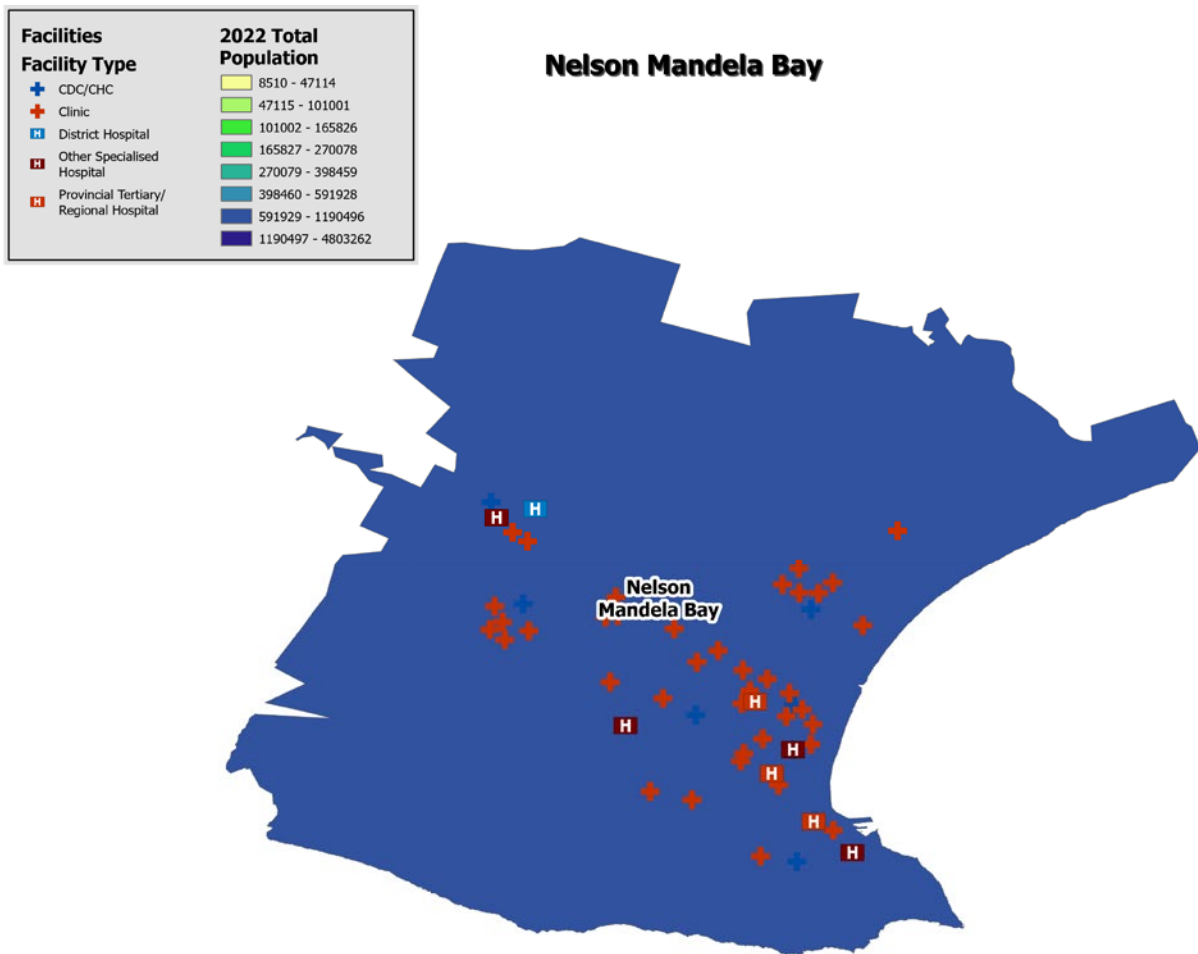 Facilities
Facility Type
CDC/CHC
Clinic
District Hospital
Other Specialised
Hospital
Provincial Tertiary/
Regional Hospital
2022 Total
Population
8510 - 47114
47115 - 101001
101002 - 165826
165827 - 270078
270079 - 398459
398460 - 591928
591929 - 1190496
1190497 - 4803262
Nelson Mandela Bay
H
H
Nelson
Mandela Bay
H
H
H
H
H
H
H
H
H